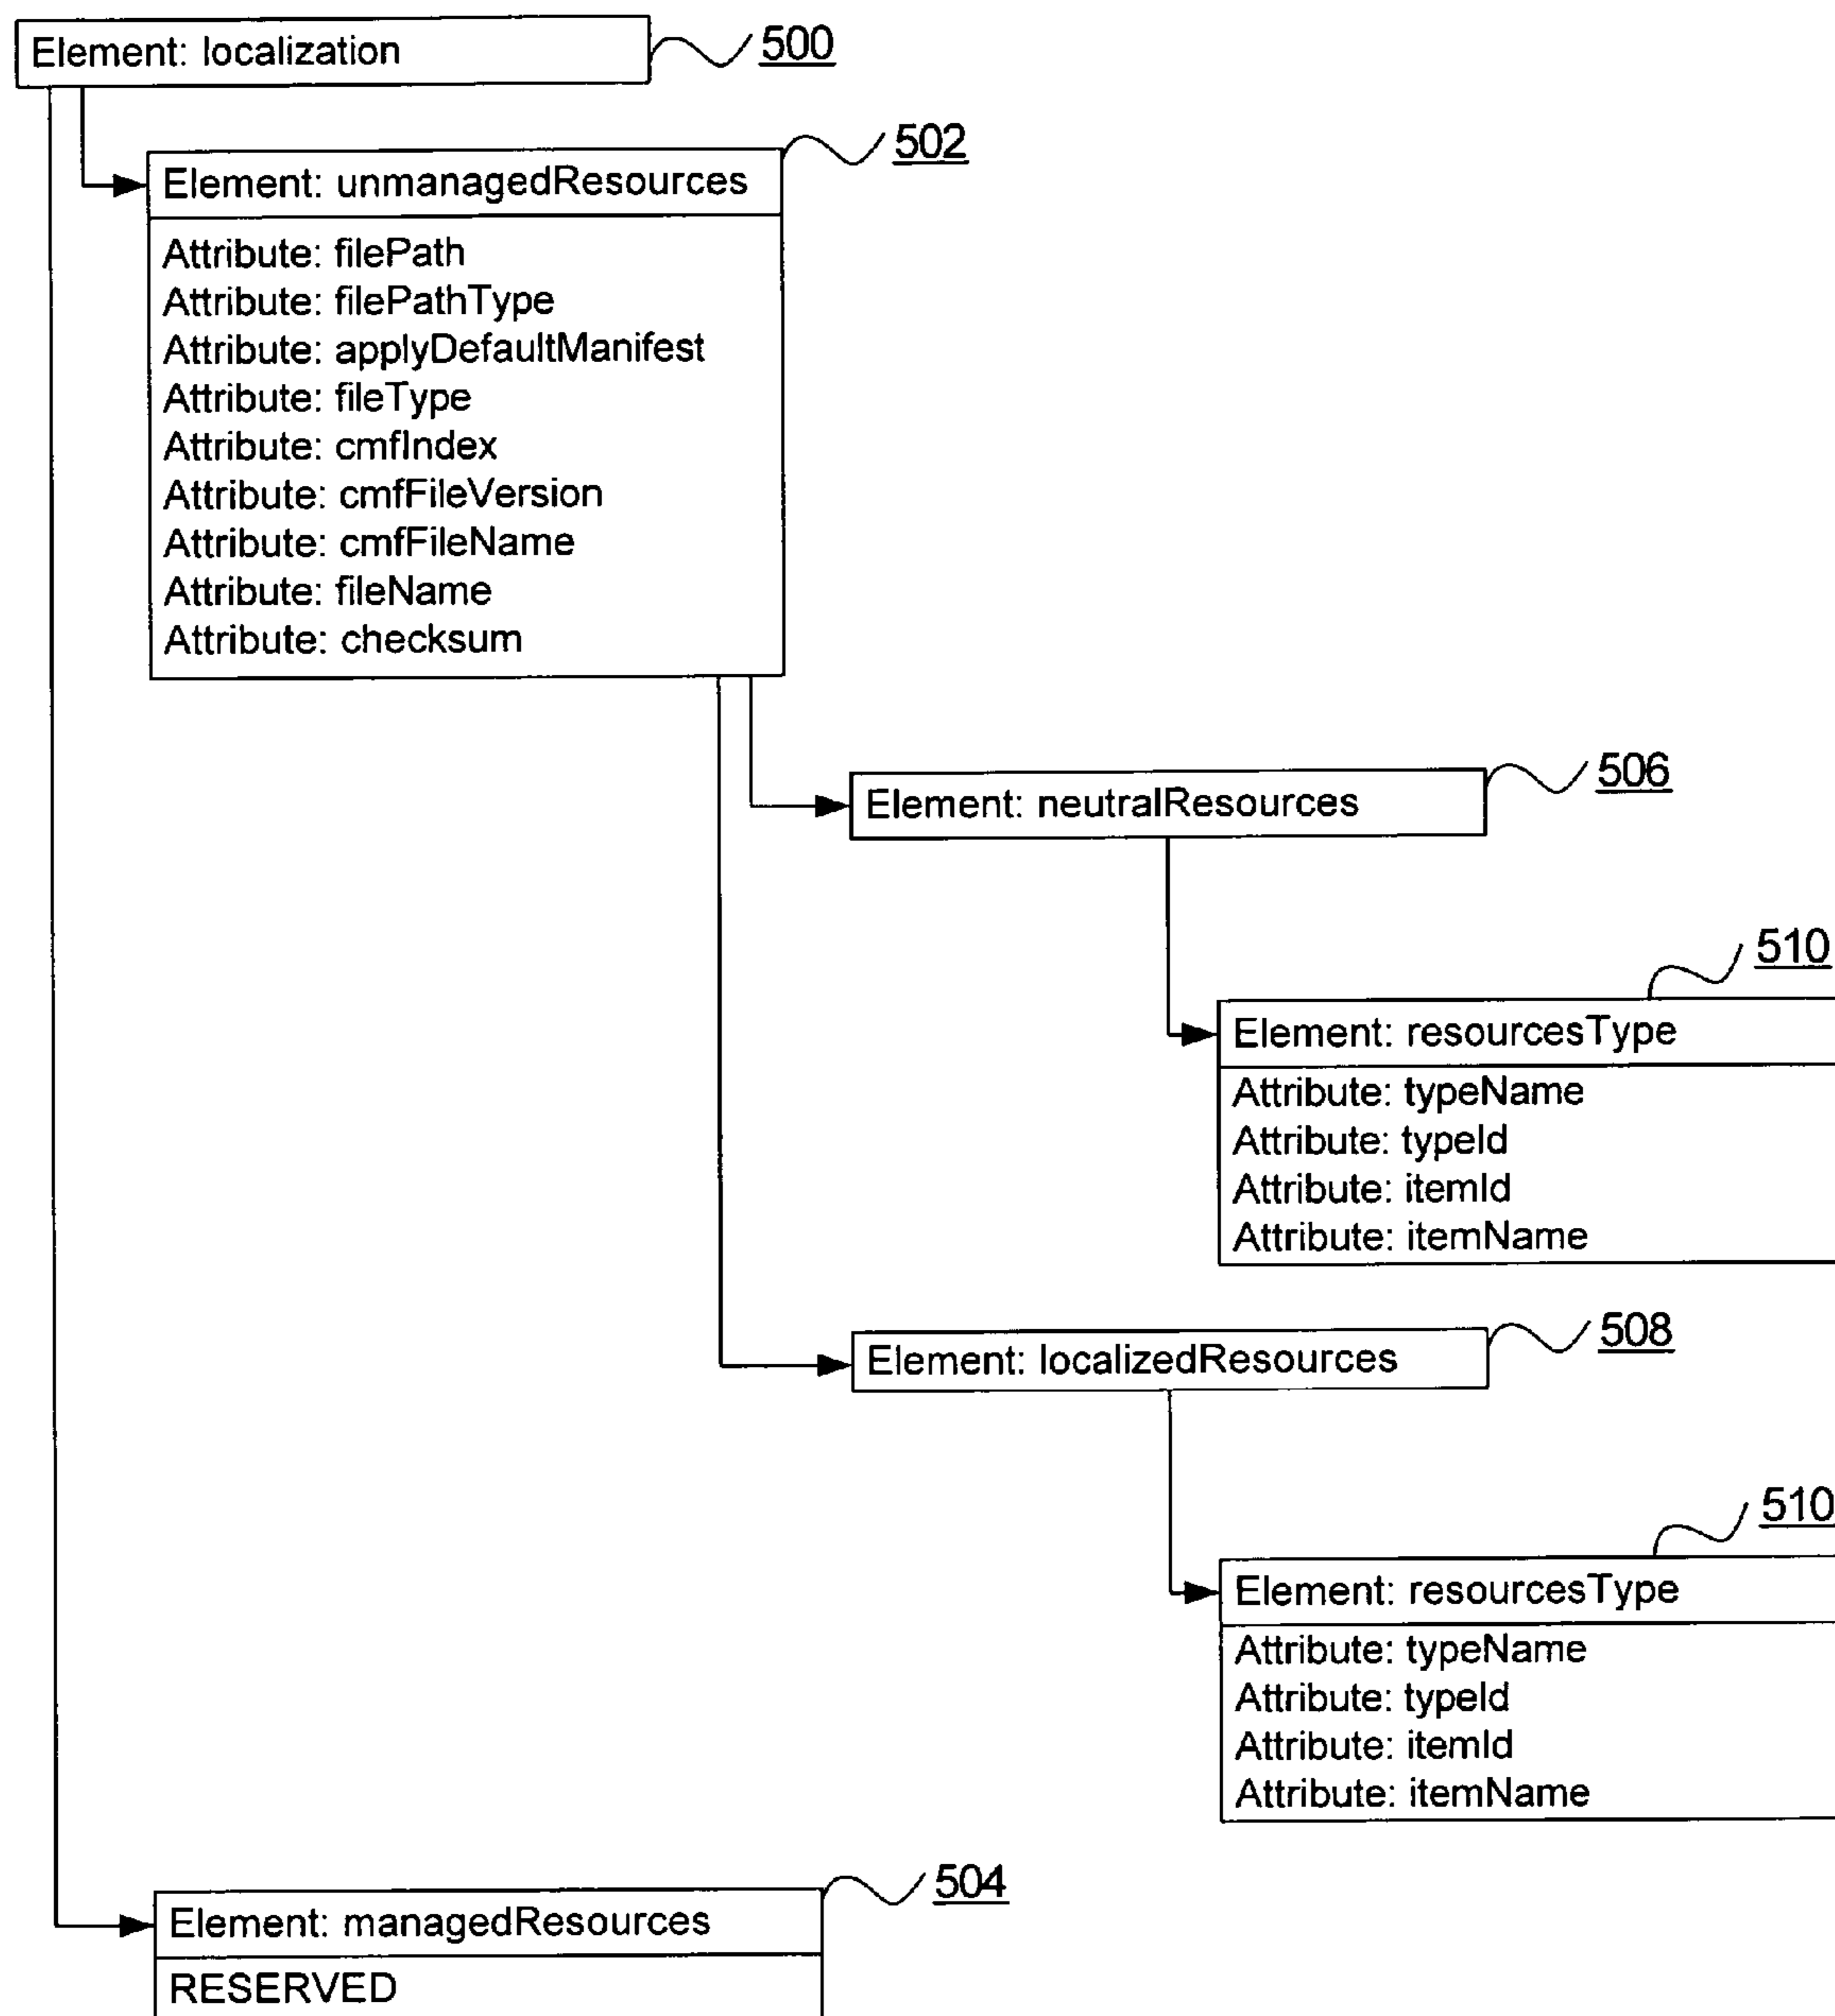 Element: localization
500
502
Element: unmanagedResources
Attribute: filePath
Attribute: filePathType
Attribute: applyDefaultManifest
Attribute: fileType
Attribute: cmfIndex
Attribute: cmfFileVersion
Attribute: cmfFileName
Attribute: fileName
Attribute: checksum
506
Element: neutralResources
510
Element: resourcesType
Attribute: typeName
Attribute: typeId
Attribute: itemId
Attribute: itemName
508
Element: localizedResources
510
Element: resourcesType
Attribute: typeName
Attribute: typeId
Attribute: itemId
Attribute: itemName
504
Element: managedResources
RESERVED